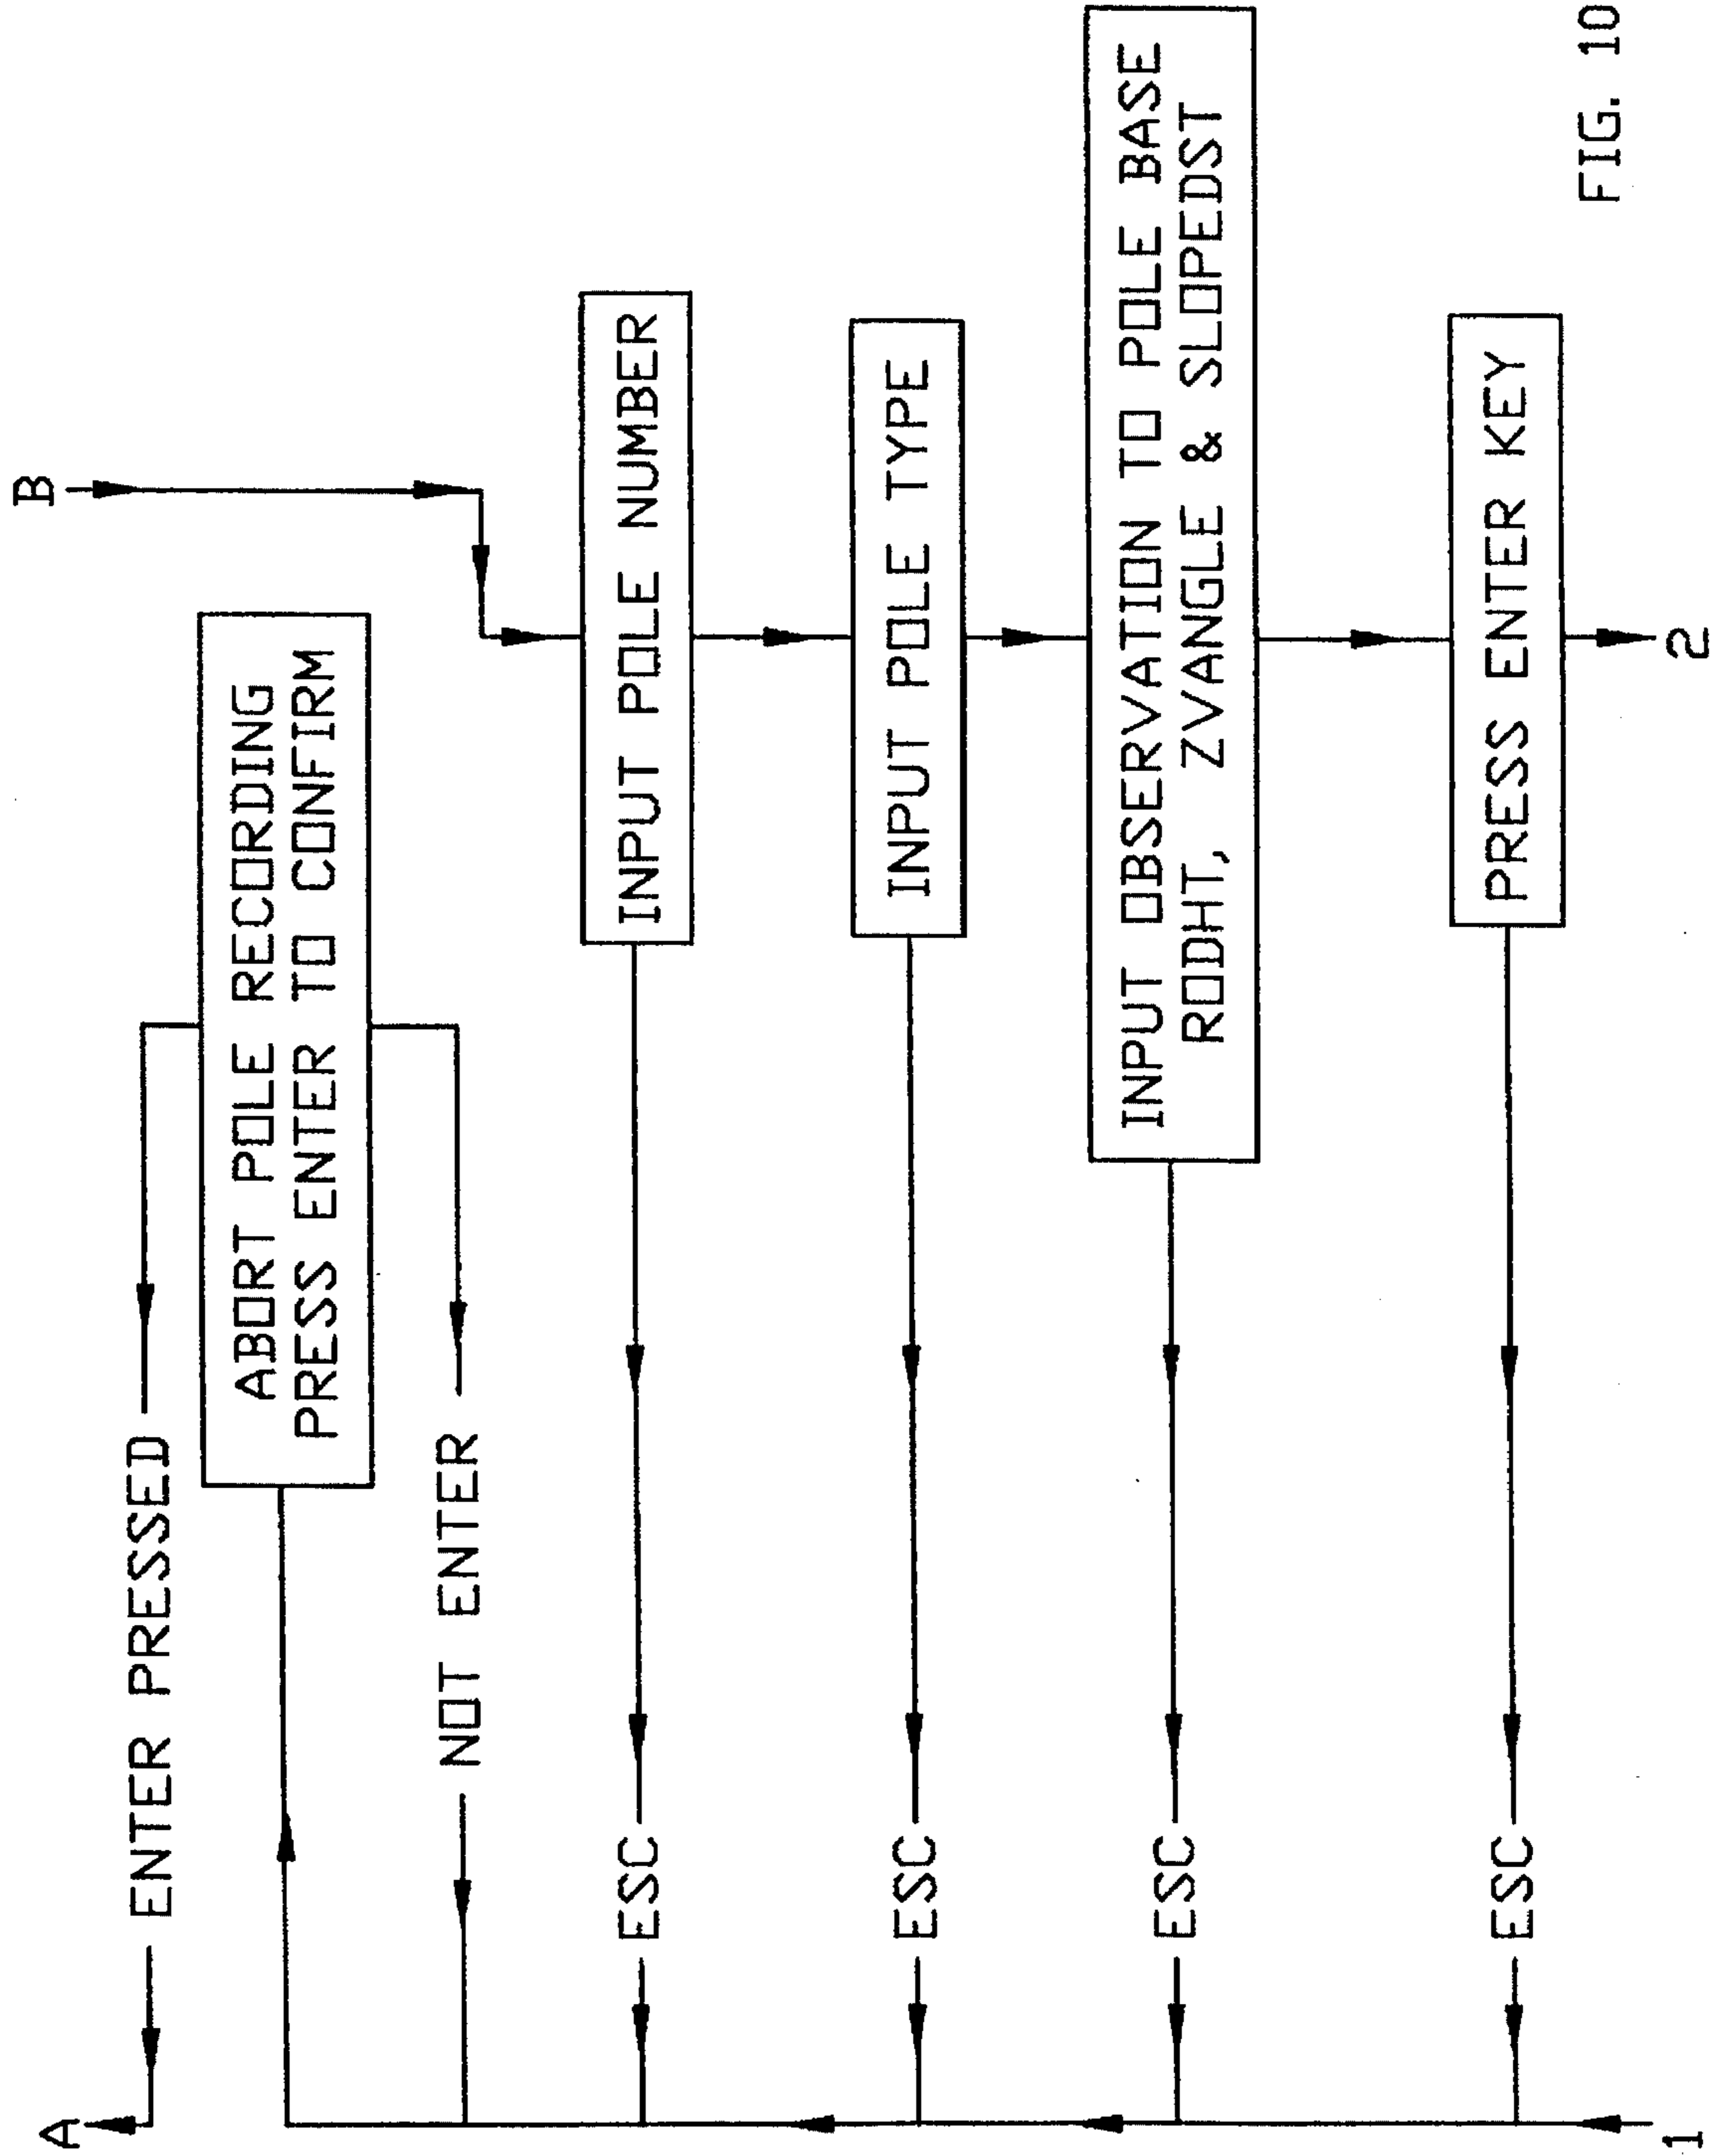 A
B
ENTER PRESSED
ABORT POLE RECORDING
PRESS ENTER TO CONFIRM
NOT ENTER
ESC
INPUT POLE NUMBER
ESC
INPUT POLE TYPE
ESC
INPUT OBSERVATION TO POLE BASE
RODHT, ZVANGLE & SLOPEDST
ESC
PRESS ENTER KEY
1
2
FIG. 10